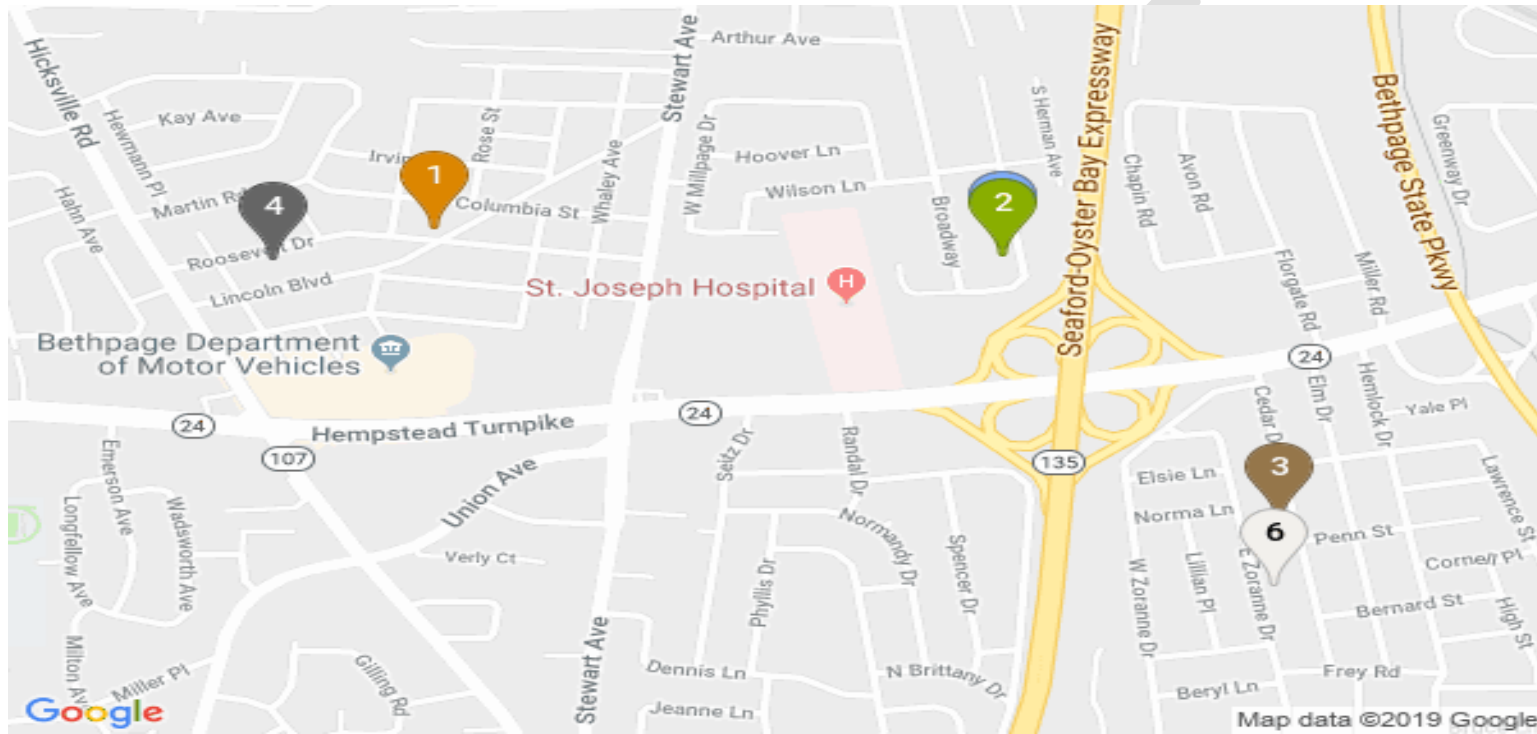 Arthur Ave
Hicksville Rd
Stewart Ave
Seaford-Oyster Bay Expressway
Bethpage State Pkwy
Greenway Dr
Kay Ave
Hewmann Pl
Rose St
W Millpage Dr
Hoover Ln
S Herman Ave
Chapin Rd
Avon Rd
1
Whaley Ave
Wilson Ln
Martin
4
Columbia St
2
Broadway
Hahn Ave
Roosevelt Dr
Lincoln Blvd
St. Joseph Hospital
H
Florgate Rd
Miller Rd
Bethpage Department
of Motor Vehicles
24
24
24
Hempstead Turnpike
107
135
Cedar
Elm Dr
Hemlock Dr
Yale Pl
Emerson Ave
Union Ave
Seitz Dr
Randal Dr
Elsie Ln
3
Lawrence St
Longfellow Ave
Wadsworth Ave
Norma Ln
6
Penn St
Verly Ct
Normandy Dr
Spencer Dr
Cornell Pl
Phyllis Dr
W Zoranne Dr
Lillian Pl
E Zoranne Dr
Bernard St
High St
Milton Av
Miller Pl
Gilling Rd
Stewart Ave
Dennis Ln
N Brittany Dr
Frey Rd
Beryl Ln
Jeanne Ln
Google
Map data ©2019 Google